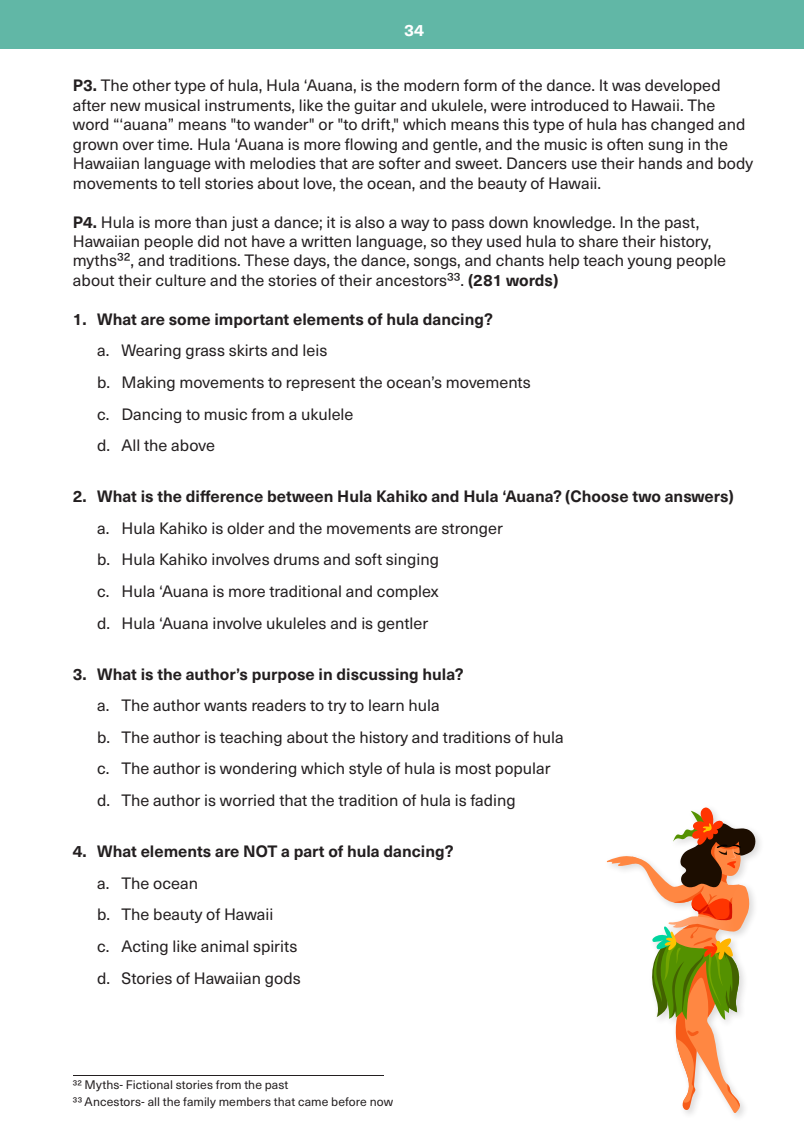 34
P3. The other type of hula, Hula ‘Auana, is the modern form of the dance. It was developed
after new musical instruments, like the guitar and ukulele, were introduced to Hawaii. The
word “‘auana” means "to wander" or "to drift," which means this type of hula has changed and
grown over time. Hula ‘Auana is more flowing and gentle, and the music is often sung in the
Hawaiian language with melodies that are softer and sweet. Dancers use their hands and body
movements to tell stories about love, the ocean, and the beauty of Hawaii.
P4. Hula is more than just a dance; it is also a way to pass down knowledge. In the past,
Hawaiian people did not have a written language, so they used hula to share their history,
myths³², and traditions. These days, the dance, songs, and chants help teach young people
about their culture and the stories of their ancestors³³. (281 words)
1. What are some important elements of hula dancing?
a. Wearing grass skirts and leis
b. Making movements to represent the ocean’s movements
c. Dancing to music from a ukulele
d. All the above
2. What is the difference between Hula Kahiko and Hula ‘Auana? (Choose two answers)
a. Hula Kahiko is older and the movements are stronger
b. Hula Kahiko involves drums and soft singing
c. Hula ‘Auana is more traditional and complex
d. Hula ‘Auana involve ukuleles and is gentler
3. What is the author’s purpose in discussing hula?
a. The author wants readers to try to learn hula
b. The author is teaching about the history and traditions of hula
c. The author is wondering which style of hula is most popular
d. The author is worried that the tradition of hula is fading
4. What elements are NOT a part of hula dancing?
a. The ocean
b. The beauty of Hawaii
c. Acting like animal spirits
d. Stories of Hawaiian gods
³² Myths- Fictional stories from the past
³³ Ancestors- all the family members that came before now